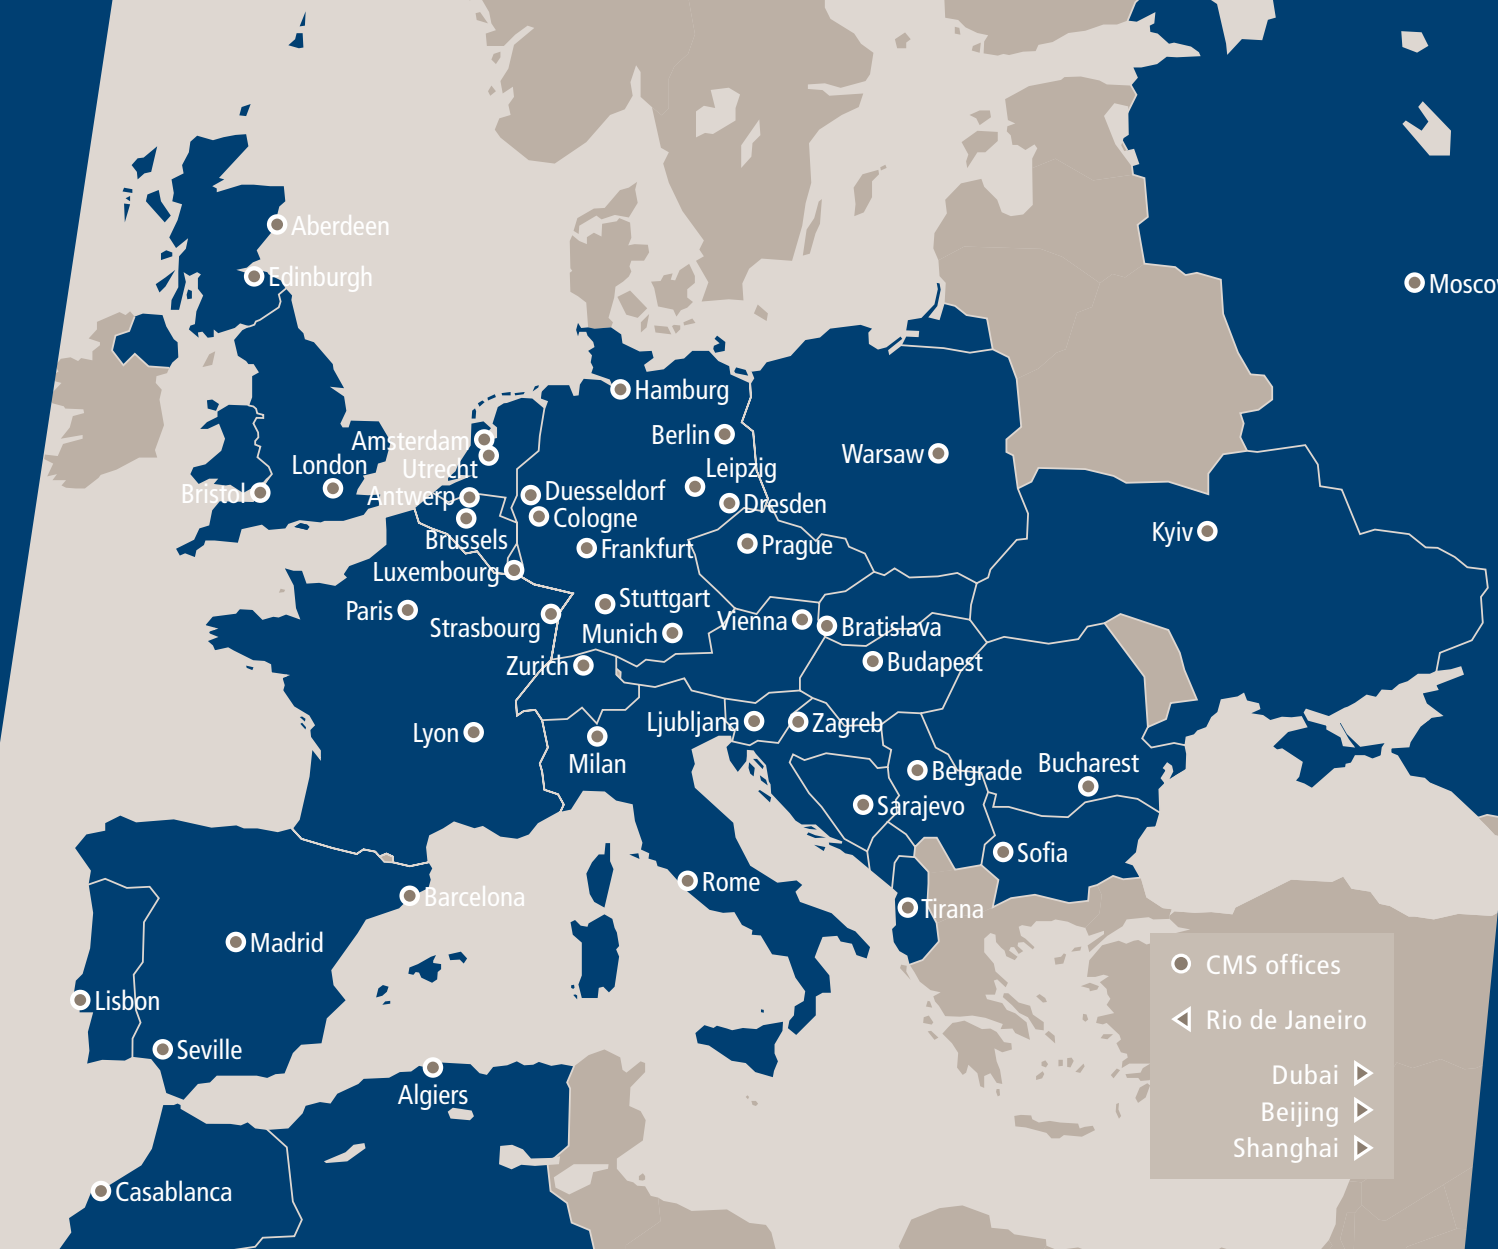 Aberdeen
Edinburgh
Mosco
Hamburg
Amsterdam
Berlin
Utrecht
Warsaw
London
Leipzig
Bristol
Antwerp
Duesseldorf
Dresden
Cologne
Kyiv
Brussels
Frankfurt
Prague
Luxembourg
Paris
Stuttgart
Strasbourg
Munich
Vienna
Bratislava
Zurich
Budapest
Lyon
Ljubljana
Zagreb
Milan
Belgrade
Bucharest
Sarajevo
Sofia
Rome
Barcelona
Tirana
Madrid
CMS offices
Lisbon
Rio de Janeiro
Seville
Dubai
Algiers
Beijing
Shanghai
Casablanca